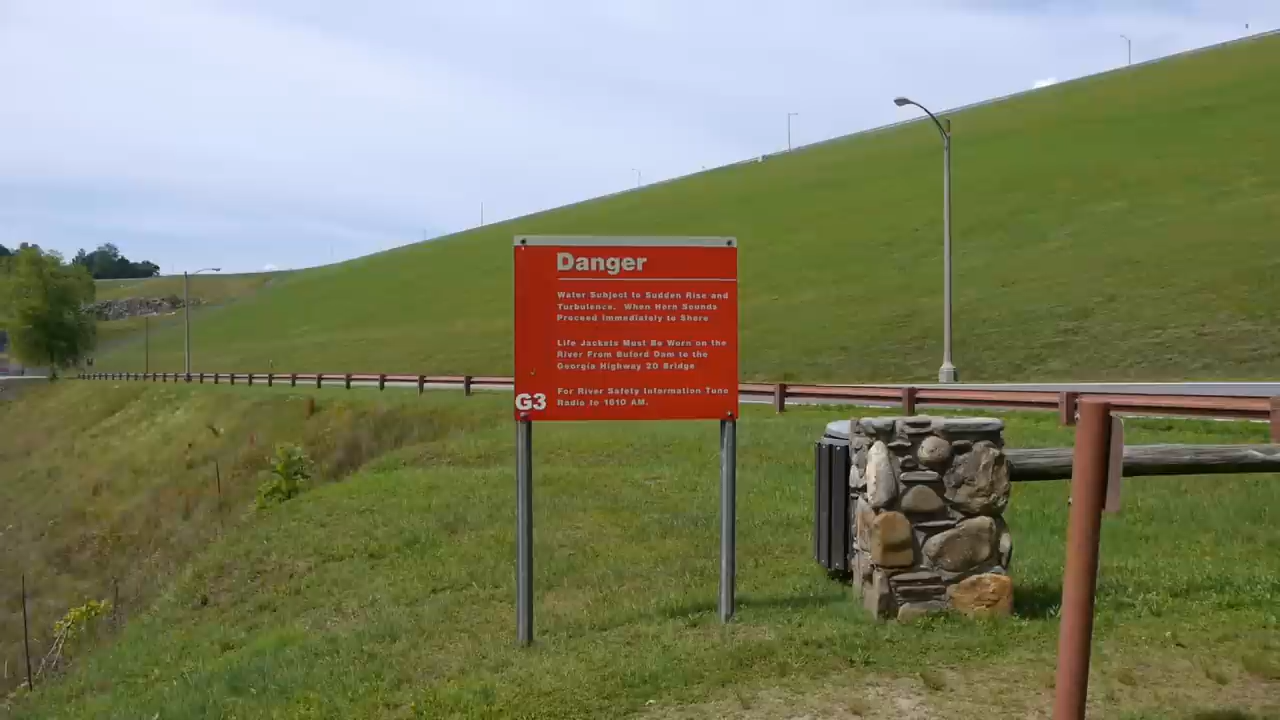 Danger
Water Subject to Sudden Rise and
Turbulence. When Horn Sounds
Proceed Immediately to Shore
Life Jackets Must Be Worn on the
River From Buford Dam to the
Georgia Highway 20 Bridge
For River Safety Information Tune
Radio to 1610 AM.
G3